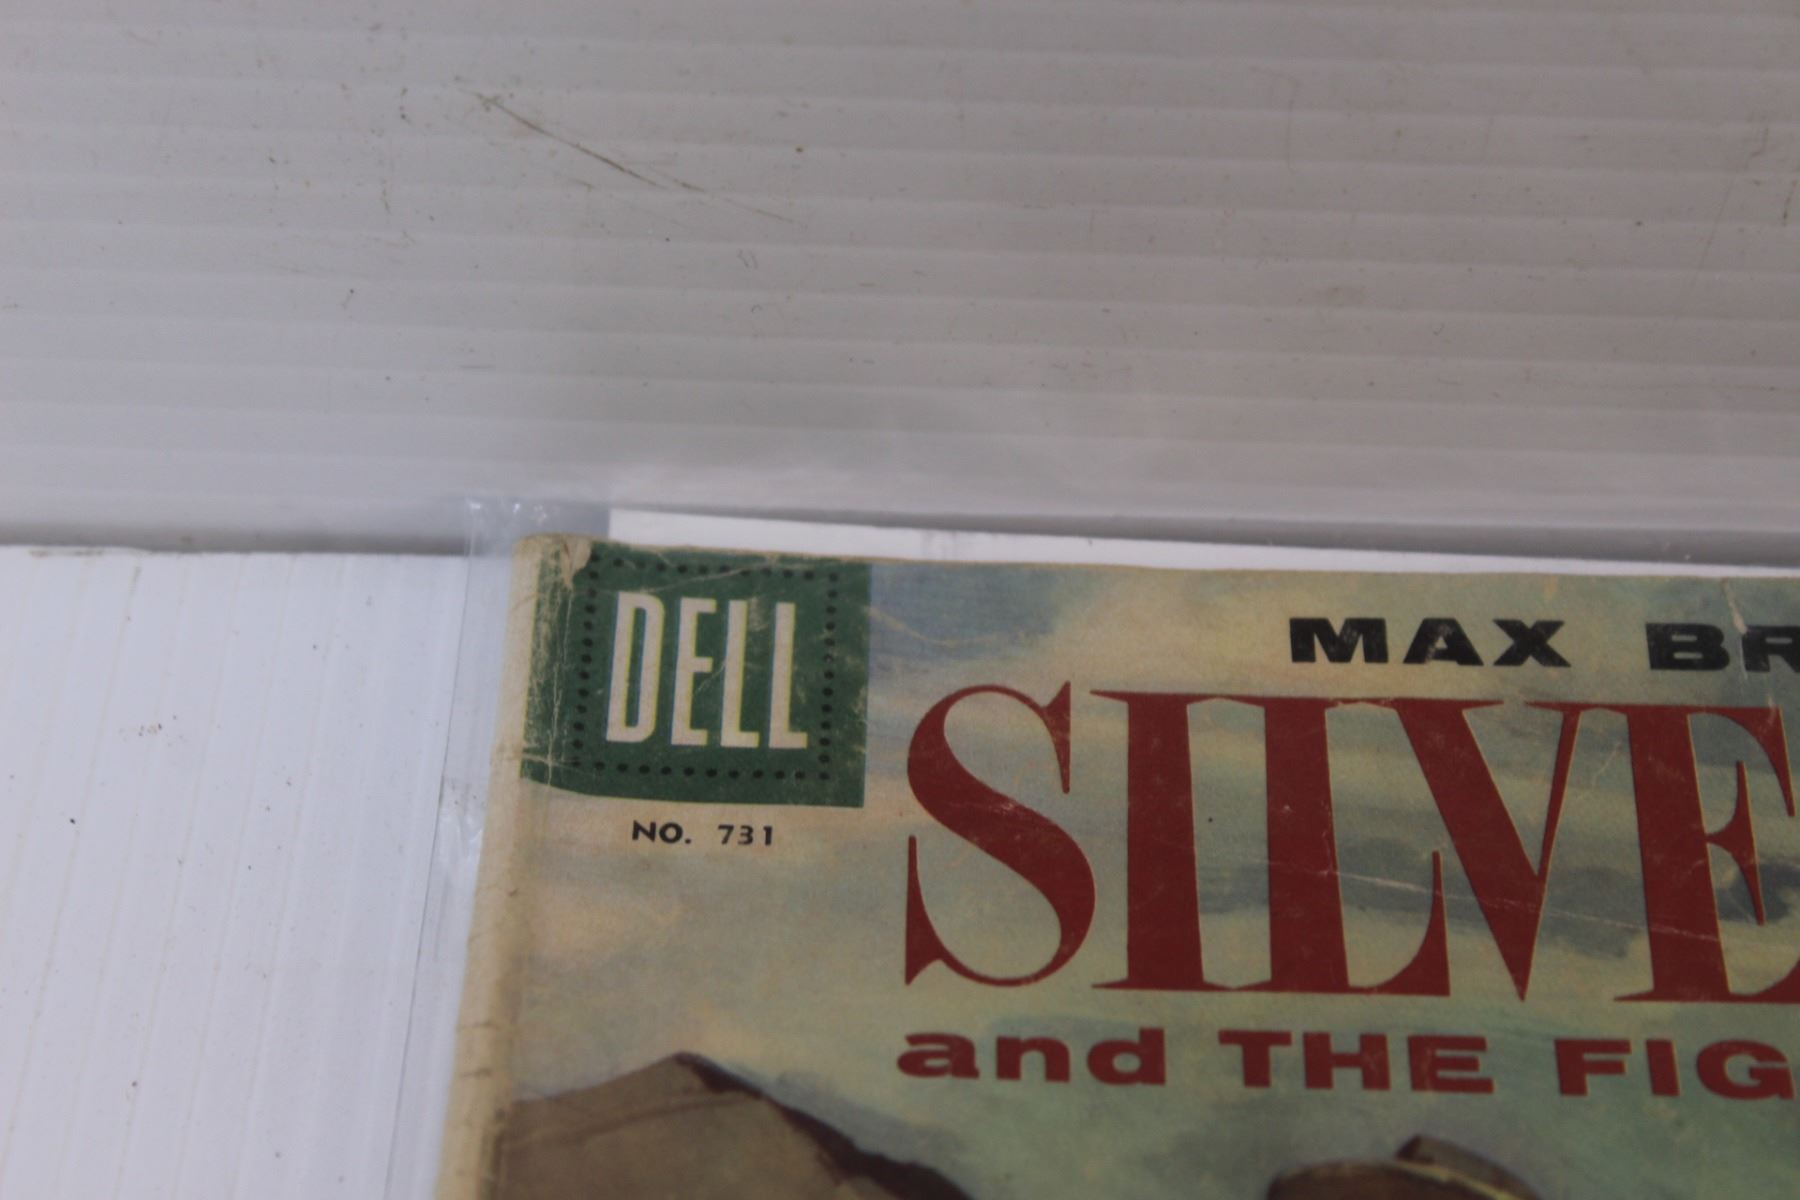 DELL
NO. 731
MAX BR
SILVE
and THE FIG